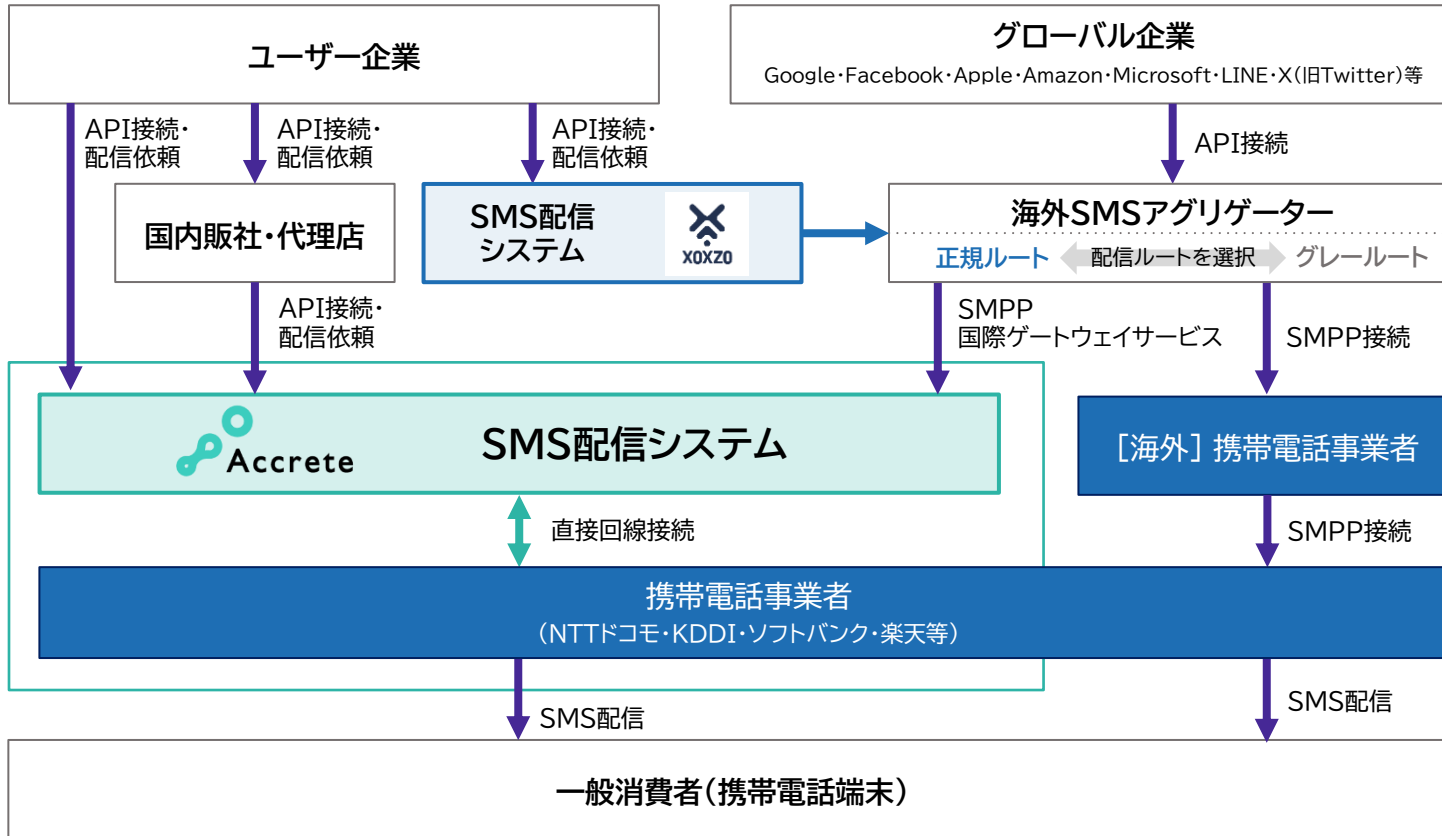 ユーザー企業
グローバル企業
Google・Facebook・Apple・Amazon・Microsoft・LINE・X(旧Twitter)等
API接続・
配信依頼
API接続・
配信依頼
API接続・
配信依頼
API接続
国内販社・代理店
SMS配信
システム
XOXZO
海外SMSアグリゲーター
正規ルート
配信ルートを選択
グレールート
API接続・
配信依頼
SMPP
国際ゲートウェイサービス
SMPP接続
Accrete
SMS配信システム
[海外] 携帯電話事業者
直接回線接続
SMPP接続
携帯電話事業者
(NTTドコモ・KDDI・ソフトバンク・楽天等)
SMS配信
SMS配信
一般消費者(携帯電話端末)